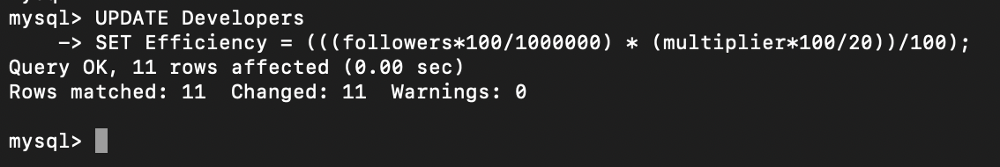 mysql> UPDATE Developers
    -> SET Efficiency = (((followers*100/1000000) * (multiplier*100/20))/100);
Query OK, 11 rows affected (0.00 sec)
Rows matched: 11  Changed: 11  Warnings: 0
mysql>